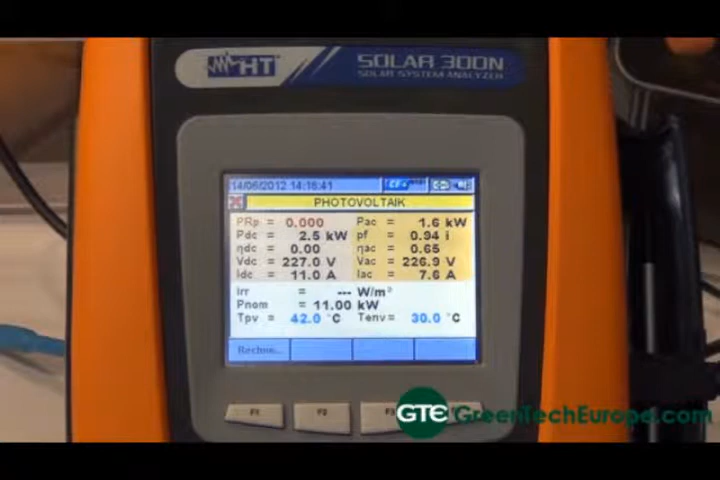 HT
SOLAR 300N
SOLAR SYSTEM ANALYZER
14/06/2012 14:16:41
PHOTOVOLTAIK
PRp = 0.000 Pac = 1.6 kW
Pdc = 2.5 kW pf = 0.94 i
ηdc = 0.00 ηac = 0.65
Vdc = 227.0 V Vac = 226.9 V
Idc = 11.0 A Iac = 7.6 A
Irr = --- W/m²
Pnom = 11.00 kW
Tpv = 42.0 °C Tenv= 30.0 °C
F1 F2 F3
GTE GreenTechEurope.com